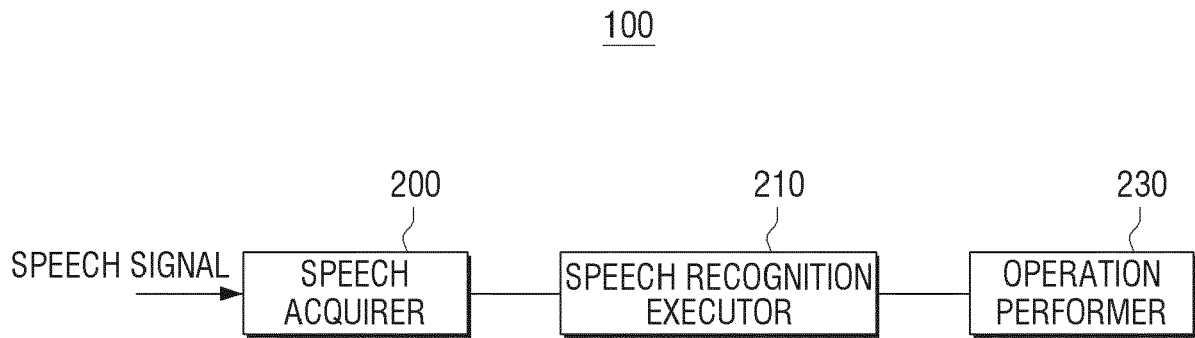 100
200
210
230
SPEECH SIGNAL
SPEECH
ACQUIRER
SPEECH RECOGNITION
EXECUTOR
OPERATION
PERFORMER